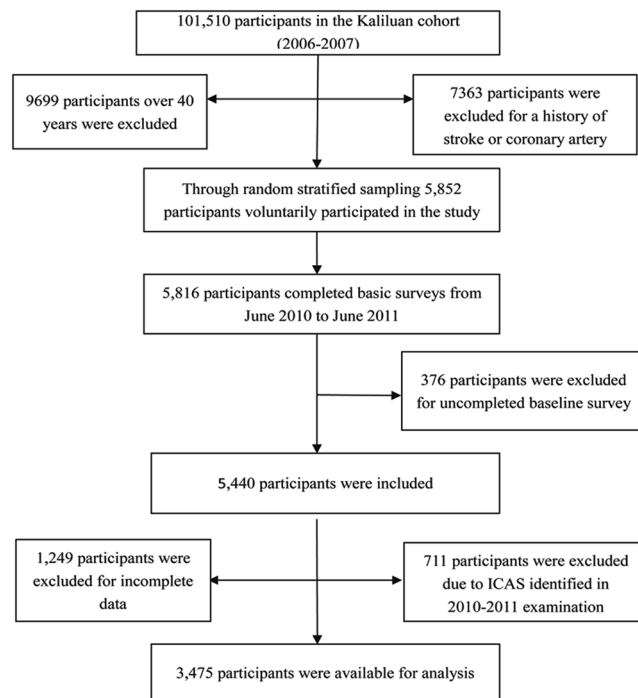 101,510 participants in the Kaliluan cohort
(2006-2007)
9699 participants over 40
years were excluded
7363 participants were
excluded for a history of
stroke or coronary artery
Through random stratified sampling 5,852
participants voluntarily participated in the study
5,816 participants completed basic surveys from
June 2010 to June 2011
376 participants were excluded
for uncompleted baseline survey
5,440 participants were included
1,249 participants were
excluded for incomplete
data
711 participants were excluded
due to ICAS identified in
2010-2011 examination
3,475 participants were available for analysis